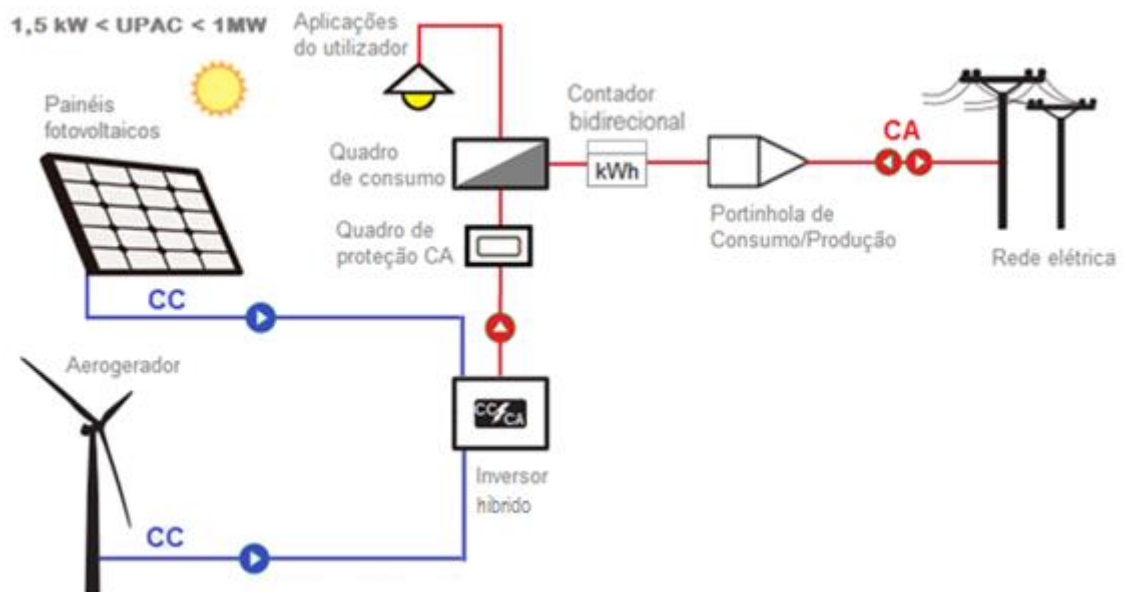 1,5 kW < UPAC < 1MW
Aplicações
do utilizador
Painéis
fotovoltaicos
Contador
bidirecional
CA
Quadro
de consumo
kWh
Portinhola de
Consumo/Produção
Rede elétrica
Quadro de
proteção CA
CC
Aerogerador
CC
CA
Inversor
híbrido
CC